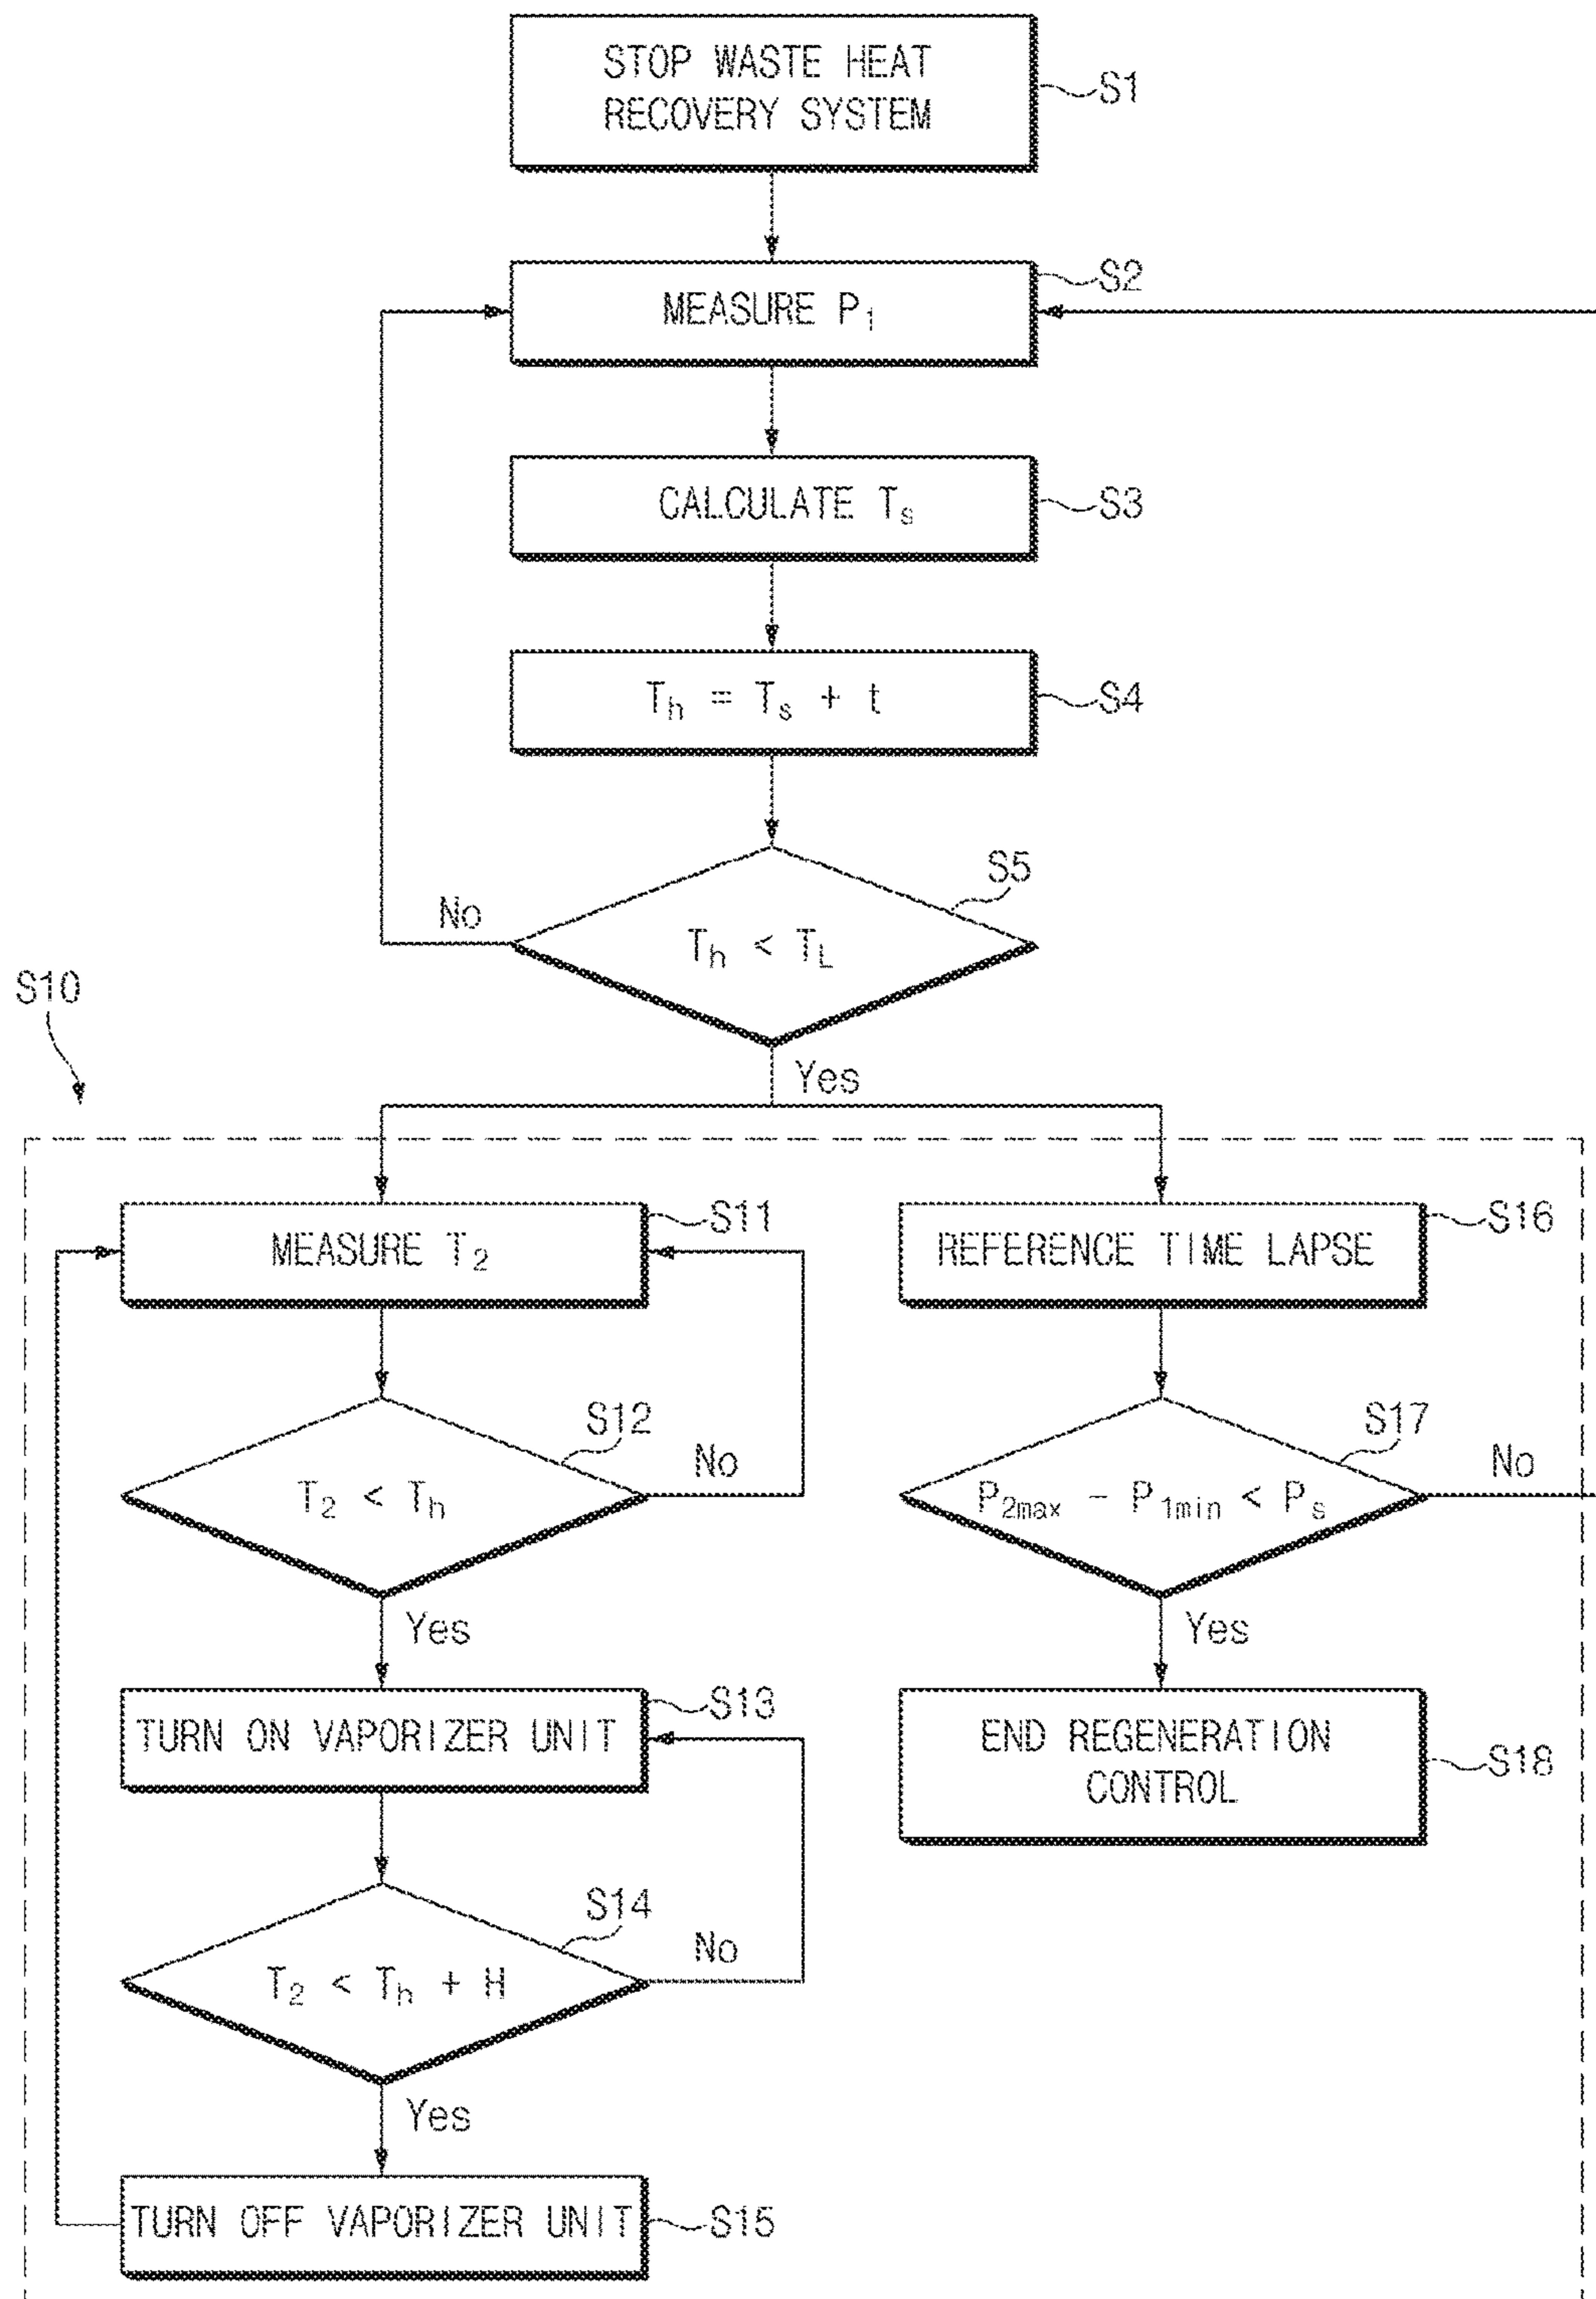 STOP WASTE HEAT
RECOVERY SYSTEM
S1
MEASURE P₁
S2
CALCULATE Tₛ
S3
Tₕ = Tₛ + t
S4
S5
Tₕ < T_L
No
Yes
S10
MEASURE T₂
S11
REFERENCE TIME LAPSE
S16
S12
T₂ < Tₕ
No
S17
P₂ₘₐₓ - P₁ₘᵢₙ < Pₛ
No
Yes
Yes
TURN ON VAPORIZER UNIT
S13
END REGENERATION
CONTROL
S18
S14
T₂ < Tₕ + H
No
Yes
TURN OFF VAPORIZER UNIT
S15